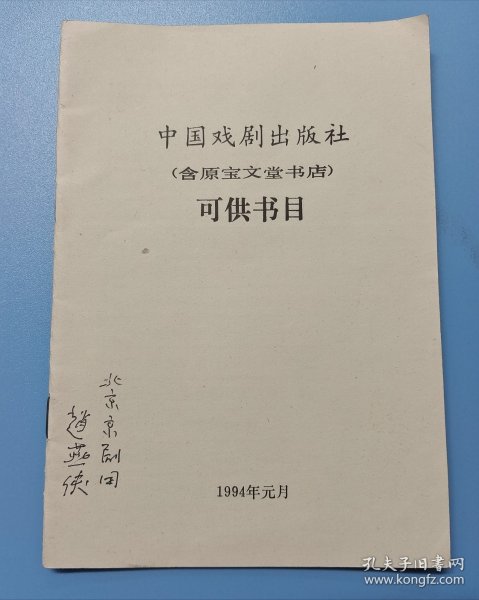 中国戏剧出版社
(含原宝文堂书店)
可供书目
北京京剧团
趙燕侠
1994年元月
孔夫子旧书网
www.kongfz.com